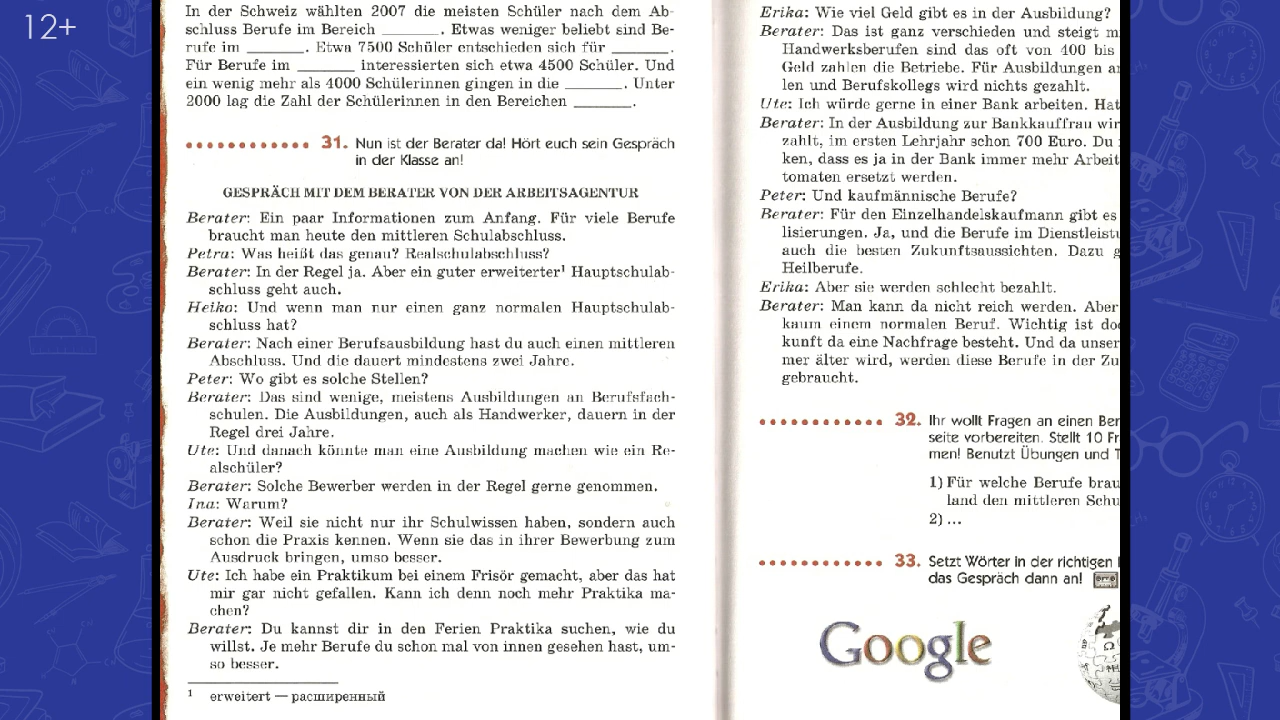 12+
In der Schweiz wählten 2007 die meisten Schüler nach dem Ab-
schluss Berufe im Bereich _______. Etwas weniger beliebt sind Be-
rufe im _______. Etwa 7500 Schüler entschieden sich für _______.
Für Berufe im _______ interessierten sich etwa 4500 Schüler. Und
ein wenig mehr als 4000 Schülerinnen gingen in die _______. Unter
2000 lag die Zahl der Schülerinnen in den Bereichen _______.
31. Nun ist der Berater da! Hört euch sein Gespräch
in der Klasse an!
GESPRÄCH MIT DEM BERATER VON DER ARBEITSAGENTUR
Berater: Ein paar Informationen zum Anfang. Für viele Berufe
braucht man heute den mittleren Schulabschluss.
Petra: Was heißt das genau? Realschulabschluss?
Berater: In der Regel ja. Aber ein guter erweiterter¹ Hauptschulab-
schluss geht auch.
Heiko: Und wenn man nur einen ganz normalen Hauptschulab-
schluss hat?
Berater: Nach einer Berufsausbildung hast du auch einen mittleren
Abschluss. Und die dauert mindestens zwei Jahre.
Peter: Wo gibt es solche Stellen?
Berater: Das sind wenige, meistens Ausbildungen an Berufsfach-
schulen. Die Ausbildungen, auch als Handwerker, dauern in der
Regel drei Jahre.
Ute: Und danach könnte man eine Ausbildung machen wie ein Re-
alschüler?
Berater: Solche Bewerber werden in der Regel gerne genommen.
Ina: Warum?
Berater: Weil sie nicht nur ihr Schulwissen haben, sondern auch
schon die Praxis kennen. Wenn sie das in ihrer Bewerbung zum
Ausdruck bringen, umso besser.
Ute: Ich habe ein Praktikum bei einem Frisör gemacht, aber das hat
mir gar nicht gefallen. Kann ich denn noch mehr Praktika ma-
chen?
Berater: Du kannst dir in den Ferien Praktika suchen, wie du
willst. Je mehr Berufe du schon mal von innen gesehen hast, um-
so besser.
¹ erweitert — расширенный
Erika: Wie viel Geld gibt es in der Ausbildung?
Berater: Das ist ganz verschieden und steigt m
Handwerksberufen sind das oft von 400 bis
Geld zahlen die Betriebe. Für Ausbildungen an
len und Berufskollegs wird nichts gezahlt.
Ute: Ich würde gerne in einer Bank arbeiten. Hat
Berater: In der Ausbildung zur Bankkauffrau wir
zahlt, im ersten Lehrjahr schon 700 Euro. Du
ken, dass es ja in der Bank immer mehr Arbeit
tomaten ersetzt werden.
Peter: Und kaufmännische Berufe?
Berater: Für den Einzelhandelskaufmann gibt es
lisierungen. Ja, und die Berufe im Dienstleistu
auch die besten Zukunftsaussichten. Dazu g
Heilberufe.
Erika: Aber sie werden schlecht bezahlt.
Berater: Man kann da nicht reich werden. Aber
kaum einem normalen Beruf. Wichtig ist doc
kunft da eine Nachfrage besteht. Und da unser
mer älter wird, werden diese Berufe in der Zu
gebraucht.
32. Ihr wollt Fragen an einen Ber
seite vorbereiten. Stellt 10 Fr
men! Benutzt Übungen und T
1) Für welche Berufe brau
land den mittleren Schu
2) ...
33. Setzt Wörter in der richtigen
das Gespräch dann an!
Google